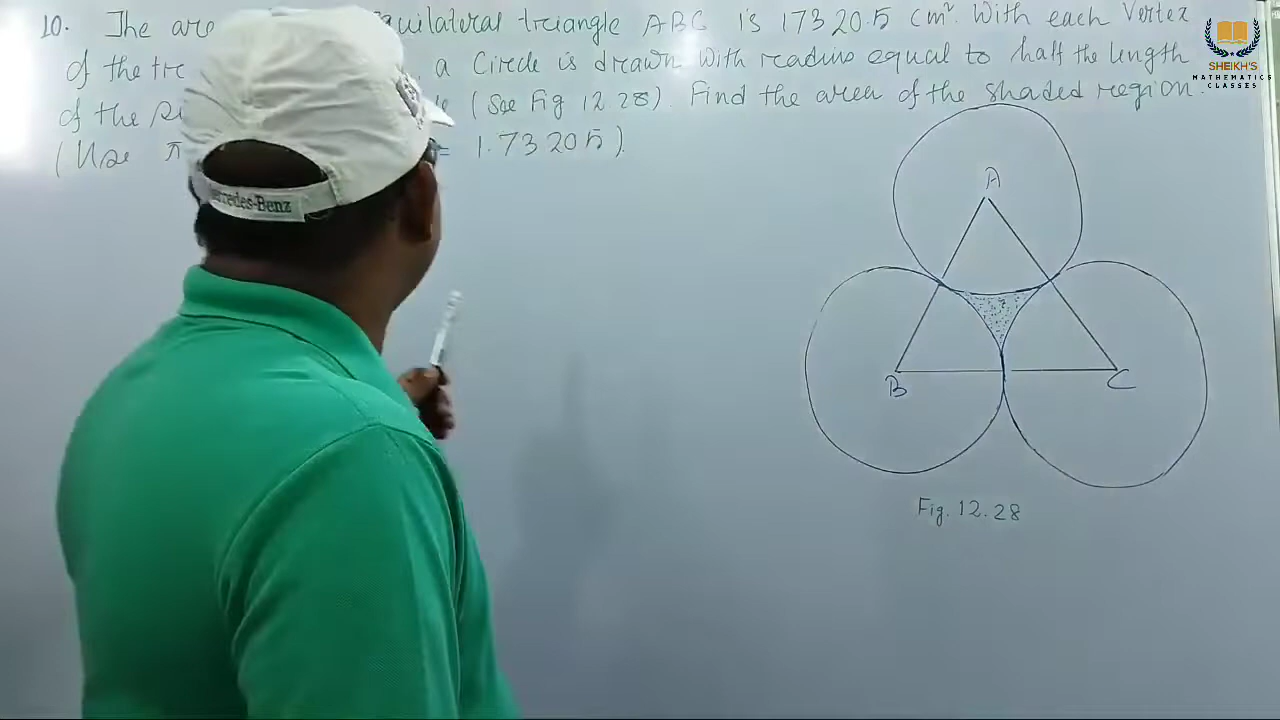 10. The are uilateral triangle ABC is 17320.5 cm². With each Vertex
of the tre a Circle is drawn With radius equal to half the length
of the si (See Fig 12.28). Find the area of the shaded region.
(Use π = 1.73205).
A
B
C
Fig. 12.28
SHEIKH'S
MATHEMATICS
CLASSES
erredes-Benz